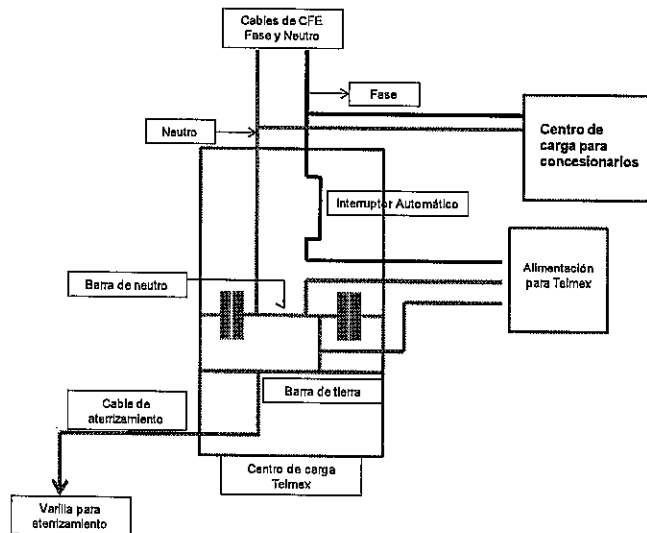 Cables de CFE
Fase y Neutro
Fase
Neutro
Centro de
carga para
concesionarios
Interruptor Automático
Barra de neutro
Alimentación
para Telmex
Cable de
aterrizamiento
Barra de tierra
Centro de carga
Telmex
Varilla para
aterrizamiento